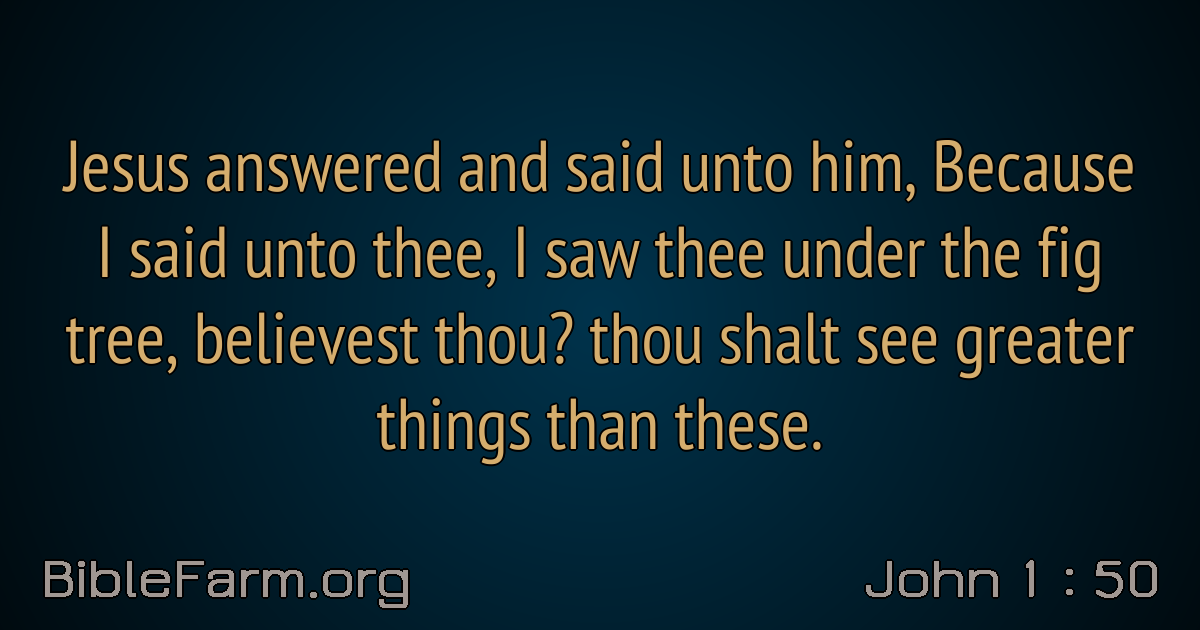 Jesus answered and said unto him, Because
I said unto thee, I saw thee under the fig
tree, believest thou? thou shalt see greater
things than these.
BibleFarm.org
John 1 : 50